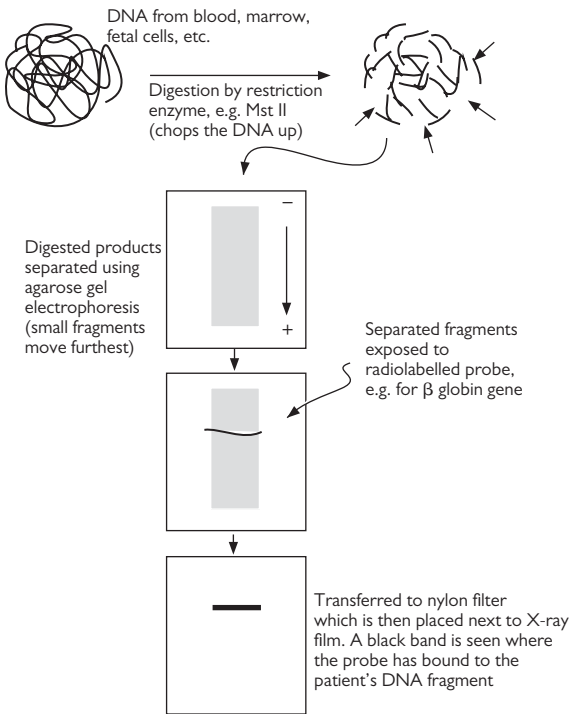 DNA from blood, marrow,
fetal cells, etc.
Digestion by restriction
enzyme, e.g. Mst II
(chops the DNA up)
Digested products
separated using
agarose gel
electrophoresis
(small fragments
move furthest)
–
+
Separated fragments
exposed to
radiolabelled probe,
e.g. for β globin gene
Transferred to nylon filter
which is then placed next to X-ray
film. A black band is seen where
the probe has bound to the
patient's DNA fragment